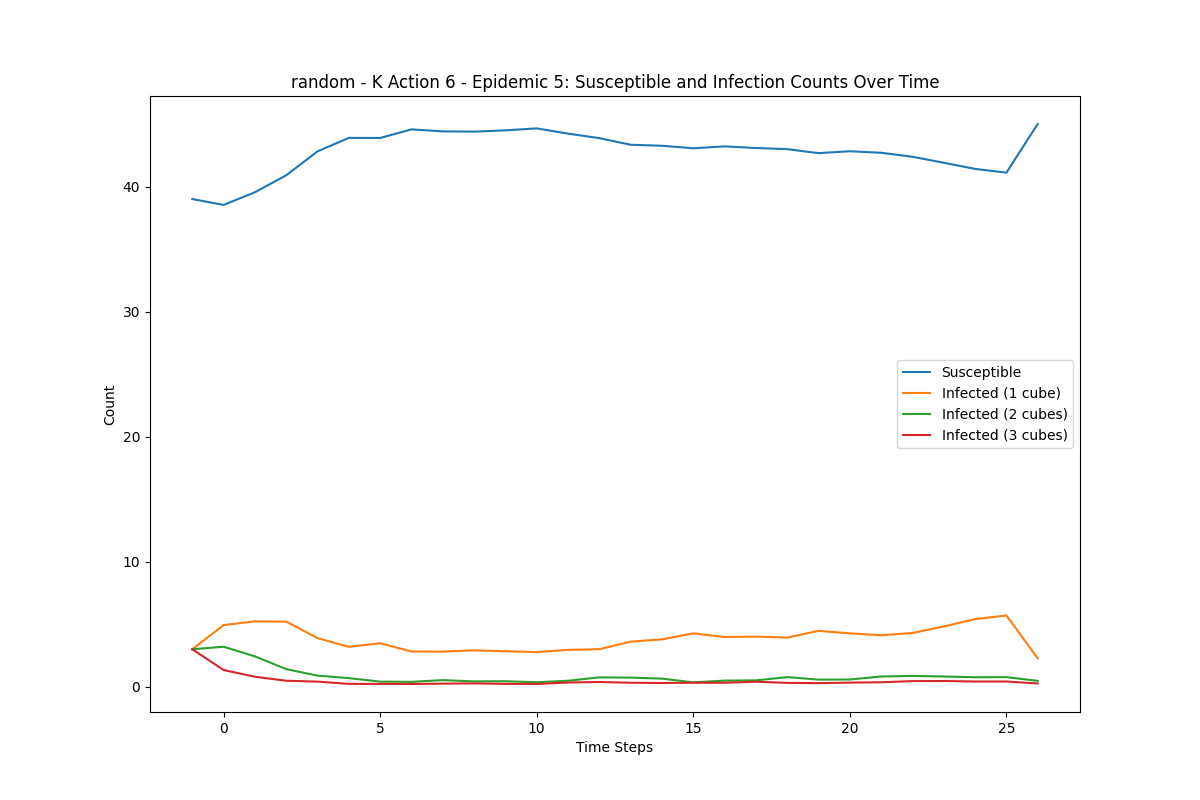 random - K Action 6 - Epidemic 5: Susceptible and Infection Counts Over Time
Count
40
30
20
10
0
Susceptible
Infected (1 cube)
Infected (2 cubes)
Infected (3 cubes)
0 5 10 15 20 25
Time Steps